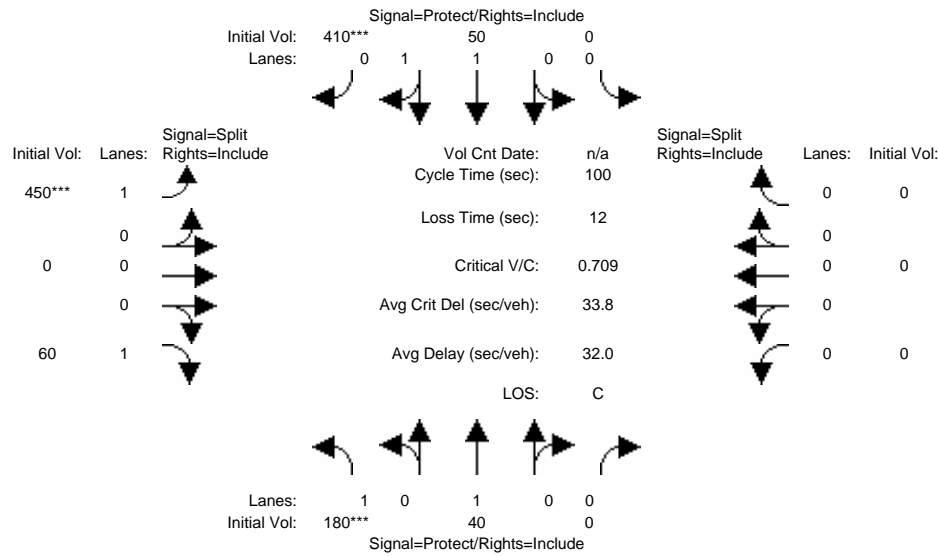 Signal=Protect/Rights=Include
Initial Vol: 410*** 50 0
Lanes: 0 1 1 0 0
Signal=Split
Initial Vol: Lanes: Rights=Include
Vol Cnt Date: n/a
Signal=Split
Rights=Include Lanes: Initial Vol:
Cycle Time (sec): 100
450*** 1
0 0
Loss Time (sec): 12
0
0
0 0
Critical V/C: 0.709
0 0
0
Avg Crit Del (sec/veh): 33.8
0
60 1
Avg Delay (sec/veh): 32.0
0 0
LOS: C
Lanes: 1 0 1 0 0
Initial Vol: 180*** 40 0
Signal=Protect/Rights=Include